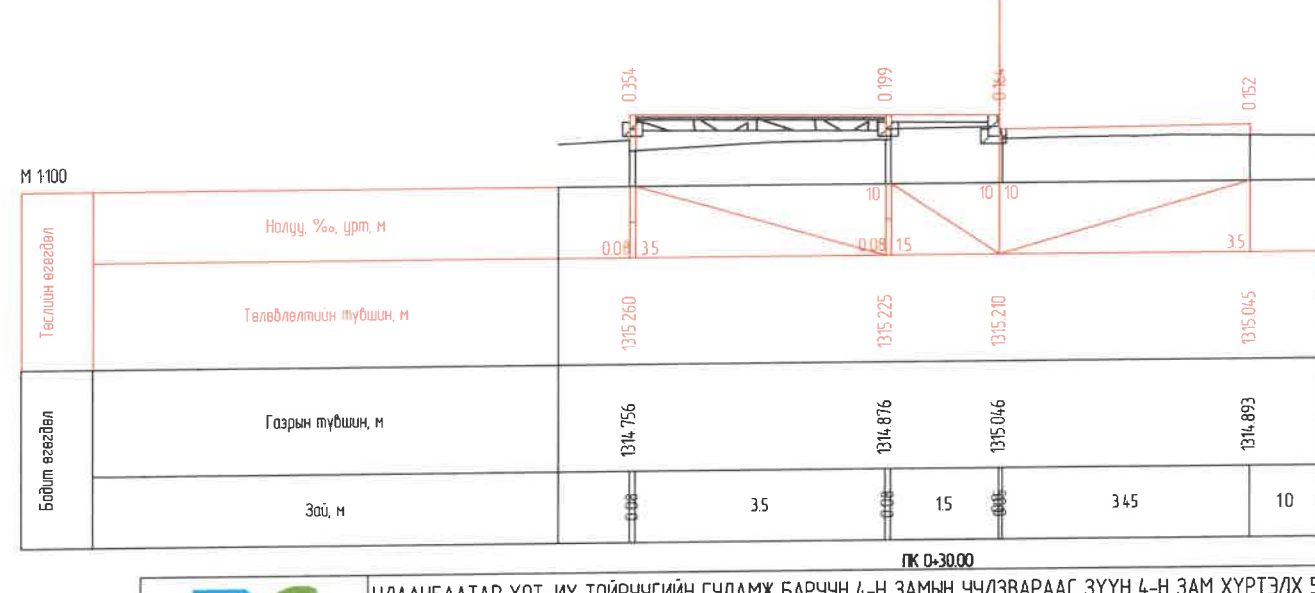 0.354 0.199 0.164 0.152
М 1:100
Төслийн өгөгдөл
Налуу, ‰, урт, м
10 10 10
0.08 3.5 0.08 1.5 3.5
Төлөвлөлтийн түвшин, м
1315.260 1315.225 1315.210 1315.045
Бодит өгөгдөл
Газрын түвшин, м
1314.756 1314.876 1315.046 1314.893
Зай, м
0.08 3.5 0.08 1.5 3.45 1.0
ПК 0+30.00
УЛААНБААТАР ХОТ, ИХ ТОЙРУУГИЙН ГУДАМЖ БАРУУН 4-Н ЗАМЫН УУЛЗВАРААС ЗҮҮН 4-Н ЗАМ ХҮРТЭЛХ